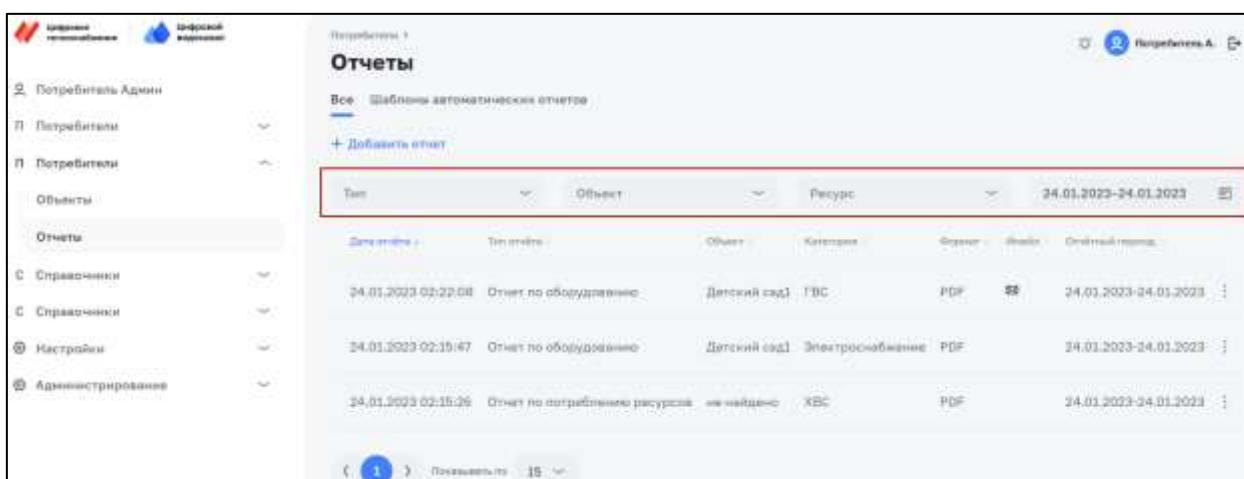 Цифровое теплоснабжение
Цифровой водоканал
Потребитель Админ
П Потребители
П Потребители
Объекты
Отчеты
С Справочники
С Справочники
Настройки
Администрирование
Потребители >
Отчеты
Потребитель А.
Все Шаблоны автоматических отчетов
+ Добавить отчет
Тип Объект Ресурс 24.01.2023–24.01.2023
Дата отчёта ↓ Тип отчёта Объект Категория Формат Отчётный период
24.01.2023 02:22:08 Отчет по оборудованию Детский сад1 ГВС PDF 24.01.2023-24.01.2023
24.01.2023 02:15:47 Отчет по оборудованию Детский сад1 Электроснабжение PDF 24.01.2023-24.01.2023
24.01.2023 02:15:26 Отчет по потреблению ресурсов не найдено ХВС PDF 24.01.2023-24.01.2023
1 Показывать по 15